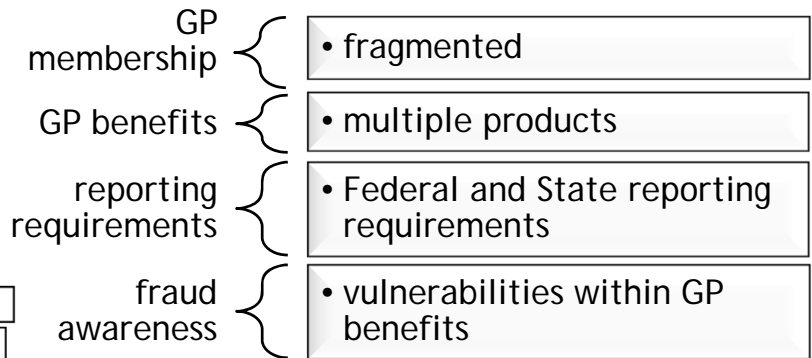 GP
membership
• fragmented
GP benefits
• multiple products
reporting
requirements
• Federal and State reporting
requirements
fraud
awareness
• vulnerabilities within GP
benefits